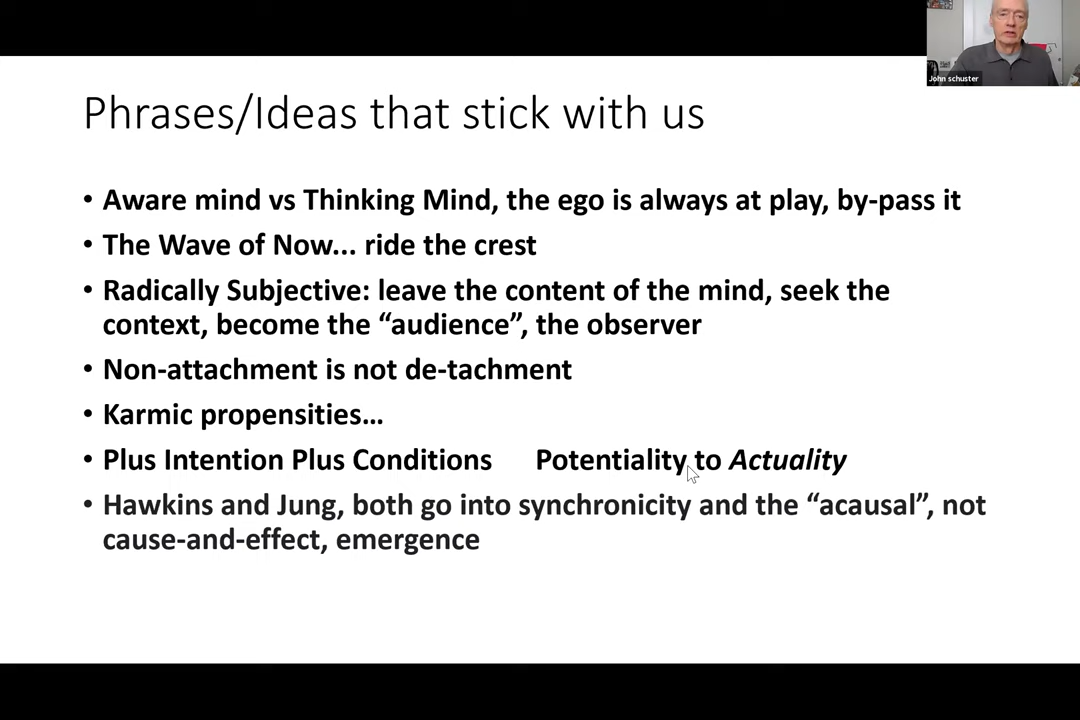 John schuster
Phrases/Ideas that stick with us
• Aware mind vs Thinking Mind, the ego is always at play, by-pass it
• The Wave of Now... ride the crest
• Radically Subjective: leave the content of the mind, seek the
context, become the “audience”, the observer
• Non-attachment is not de-tachment
• Karmic propensities…
• Plus Intention Plus Conditions Potentiality to Actuality
• Hawkins and Jung, both go into synchronicity and the “acausal”, not
cause-and-effect, emergence